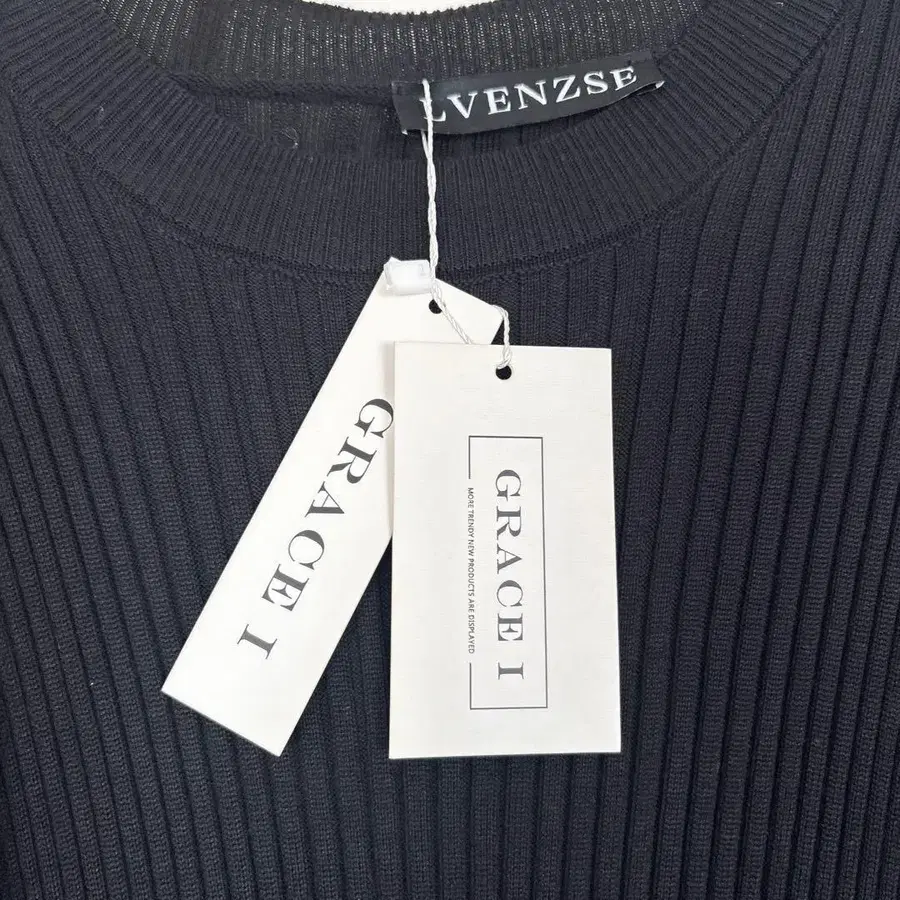 LVENZSE
GRACE I
GRACE I
MORE TRENDY NEW PRODUCTS ARE DISPLAYED